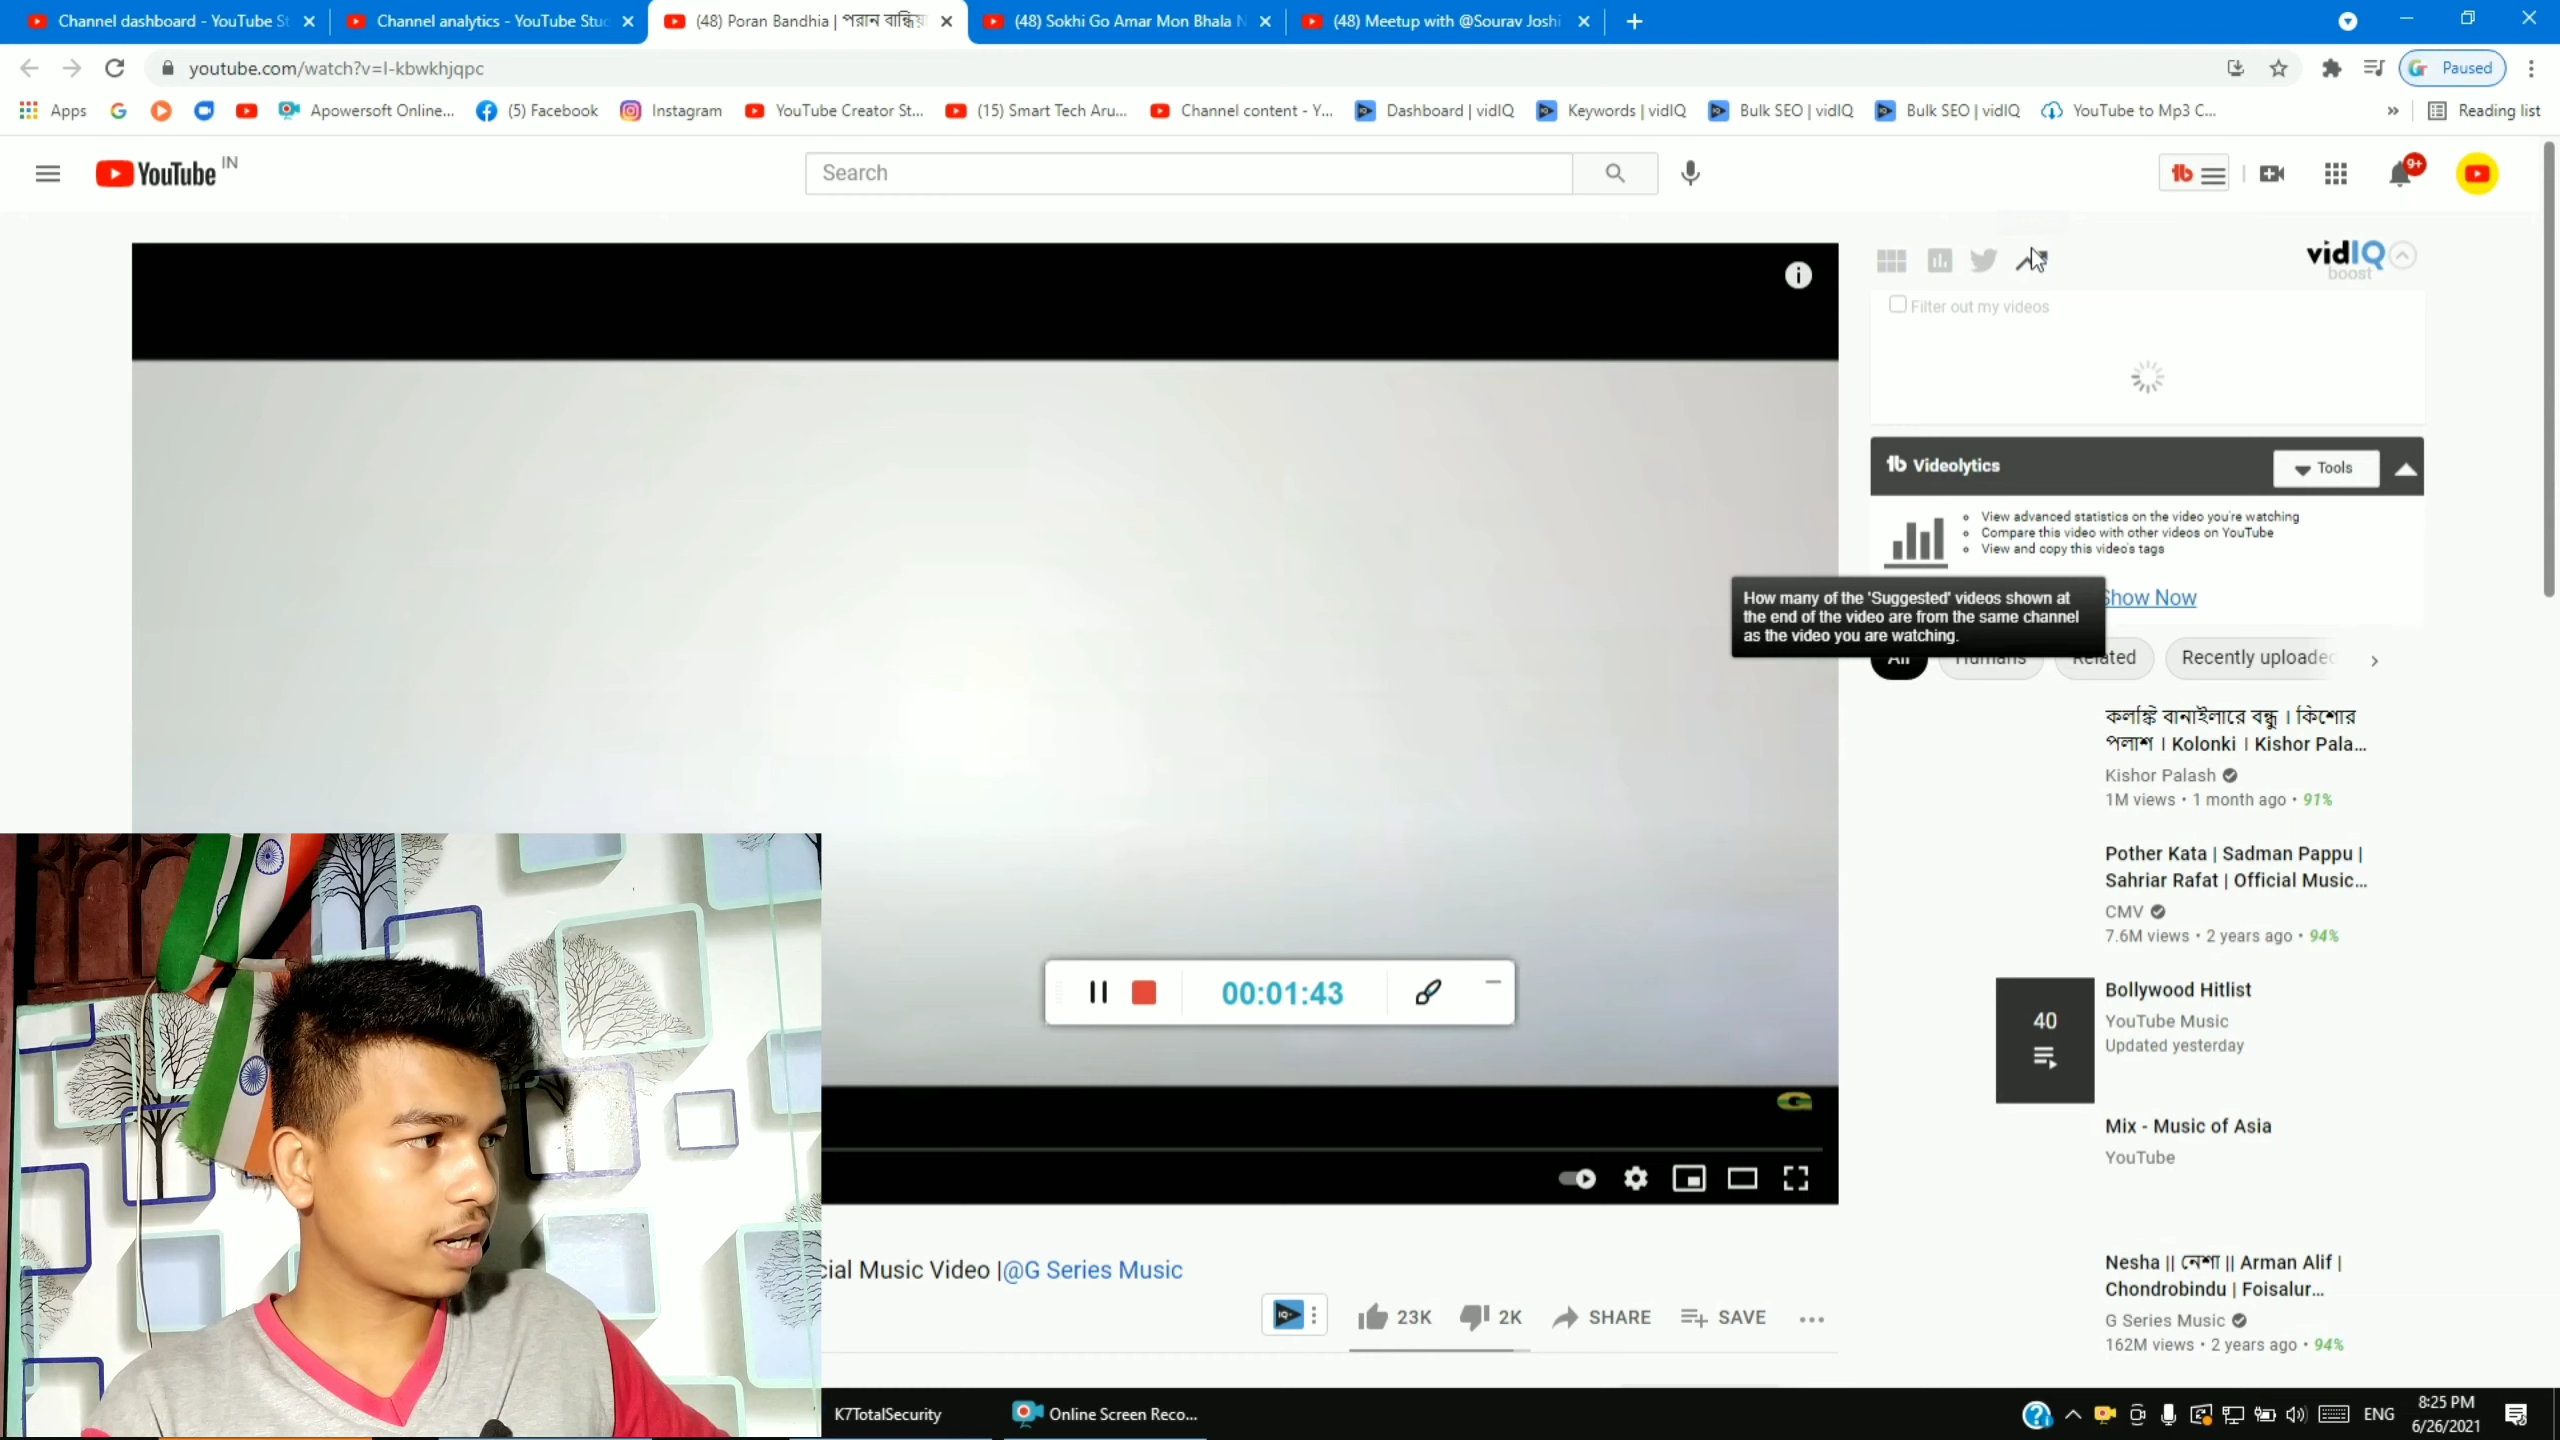 Channel dashboard - YouTube St
Channel analytics - YouTube Stu
(48) Poran Bandhia | পরান বান্ধিয়া
(48) Sokhi Go Amar Mon Bhala N
(48) Meetup with @Sourav Joshi
youtube.com/watch?v=I-kbwkhjqpc
Paused
Apps
Apowersoft Online...
(5) Facebook
Instagram
YouTube Creator St...
(15) Smart Tech Aru...
Channel content - Y...
Dashboard | vidIQ
Keywords | vidIQ
Bulk SEO | vidIQ
Bulk SEO | vidIQ
YouTube to Mp3 C...
Reading list
YouTube IN
Search
9+
vidIQ
boost
Filter out my videos
Videolytics
Tools
View advanced statistics on the video you're watching
Compare this video with other videos on YouTube
View and copy this video's tags
Show Now
How many of the 'Suggested' videos shown at
the end of the video are from the same channel
as the video you are watching.
All
Humans
Related
Recently uploaded
কলঙ্কি বানাইলারে বন্ধু । কিশোর
পলাশ । Kolonki । Kishor Pala...
Kishor Palash
1M views • 1 month ago • 91%
Pother Kata | Sadman Pappu |
Sahriar Rafat | Official Music...
CMV
7.6M views • 2 years ago • 94%
40
Bollywood Hitlist
YouTube Music
Updated yesterday
Mix - Music of Asia
YouTube
Nesha || নেশা || Arman Alif |
Chondrobindu | Foisalur...
G Series Music
162M views • 2 years ago • 94%
00:01:43
cial Music Video |@G Series Music
23K
2K
SHARE
SAVE
K7TotalSecurity
Online Screen Reco...
ENG
8:25 PM
6/26/2021